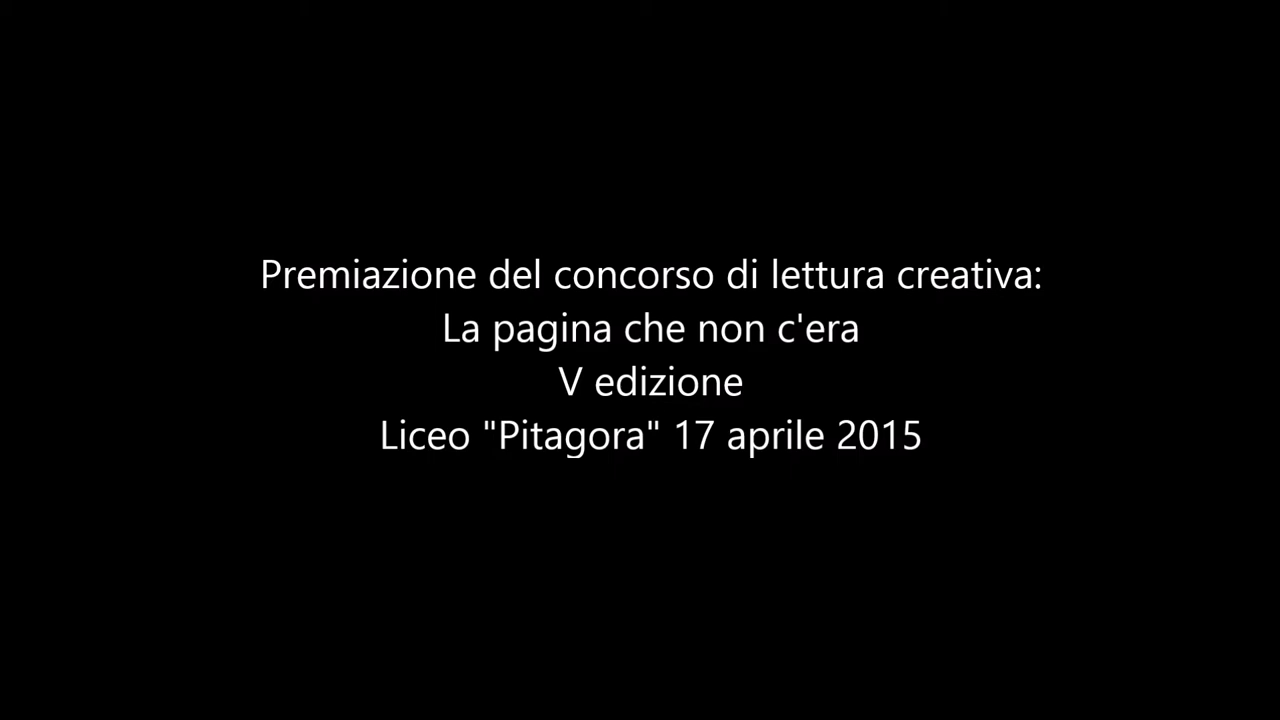 Premiazione del concorso di lettura creativa:
La pagina che non c'era
V edizione
Liceo "Pitagora" 17 aprile 2015